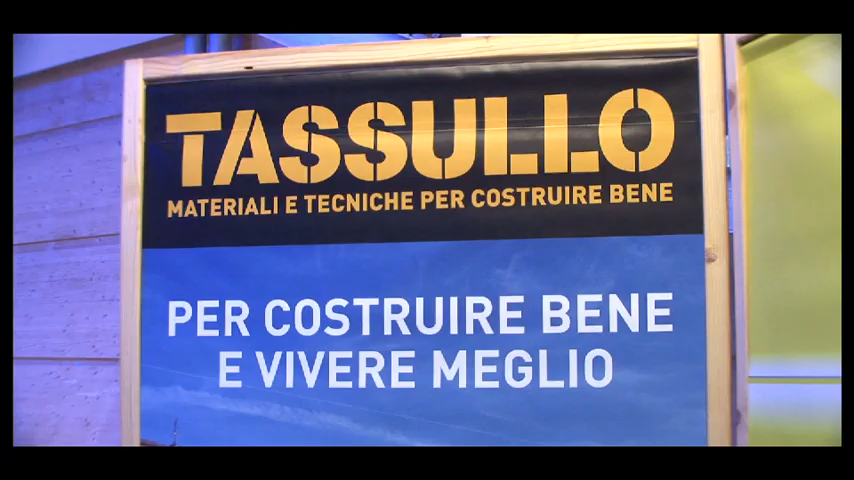 TASSULLO
MATERIALI E TECNICHE PER COSTRUIRE BENE
PER COSTRUIRE BENE
E VIVERE MEGLIO